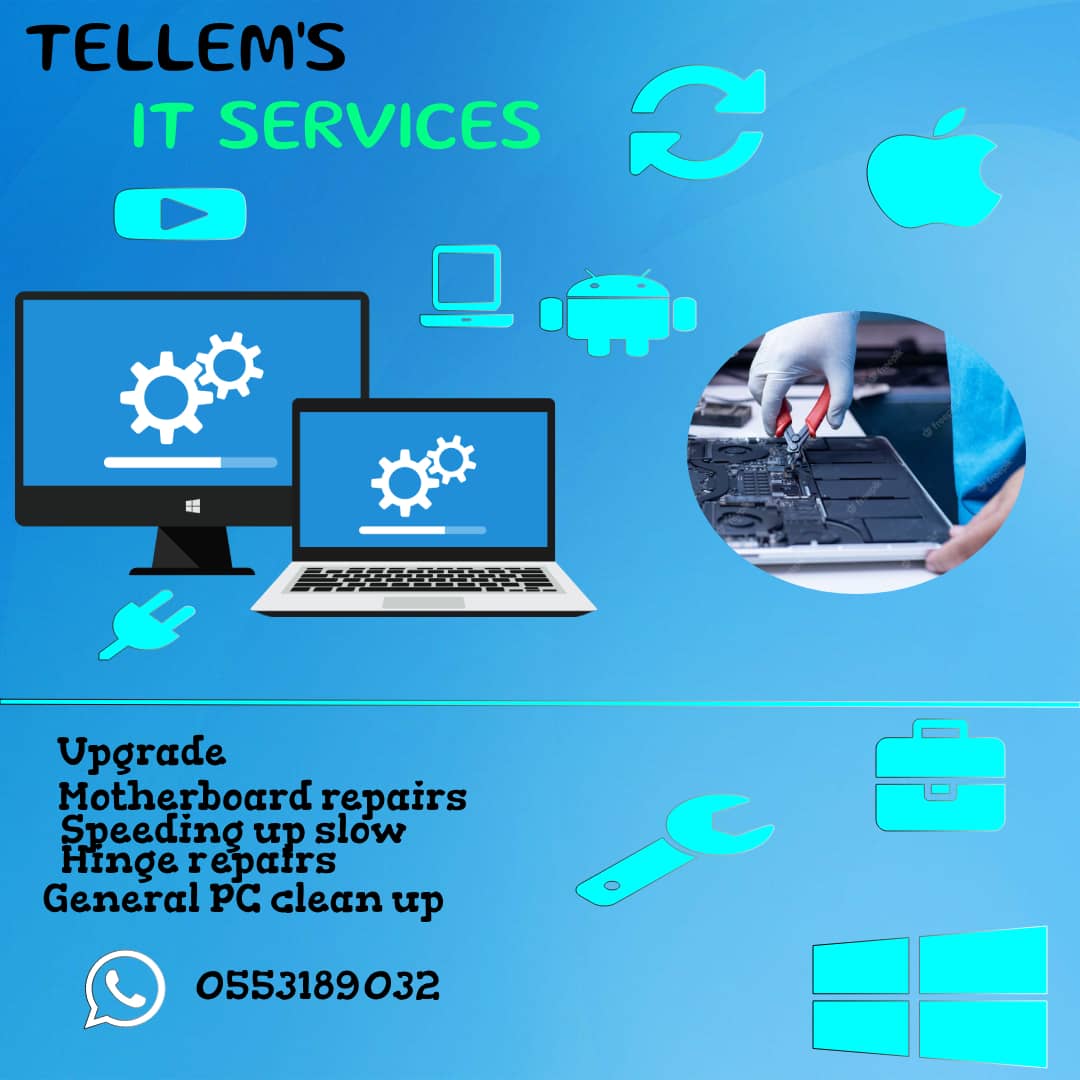 TELLEM'S
IT SERVICES
Upgrade
Motherboard repairs
Speeding up slow
Hinge repairs
General PC clean up
0553189032